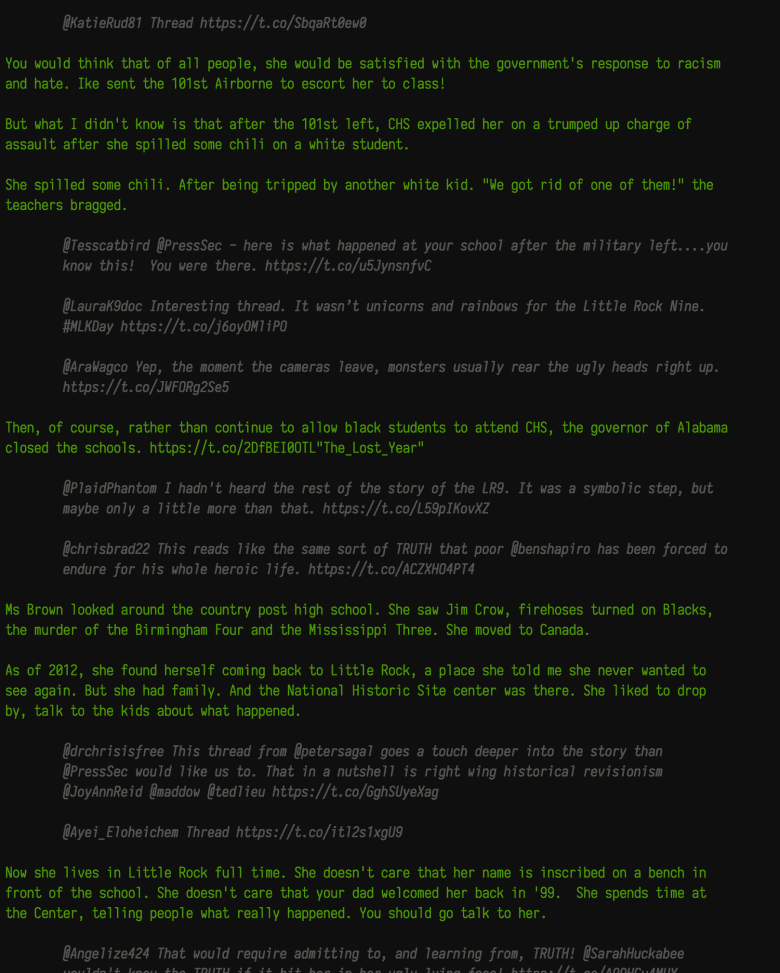 @KatieRud81 Thread https://t.co/SbqaRt0ew0
You would think that of all people, she would be satisfied with the government's response to racism
and hate. Ike sent the 101st Airborne to escort her to class!
But what I didn't know is that after the 101st left, CHS expelled her on a trumped up charge of
assault after she spilled some chili on a white student.
She spilled some chili. After being tripped by another white kid. "We got rid of one of them!" the
teachers bragged.
@Tesscatbird @PressSec - here is what happened at your school after the military left....you
know this!  You were there. https://t.co/u5JynsnfvC
@LauraK9doc Interesting thread. It wasn’t unicorns and rainbows for the Little Rock Nine.
#MLKDay https://t.co/j6oyOMliPO
@AraWagco Yep, the moment the cameras leave, monsters usually rear the ugly heads right up.
https://t.co/JWFORg2Se5
Then, of course, rather than continue to allow black students to attend CHS, the governor of Alabama
closed the schools. https://t.co/2DfBEI0OTL"The_Lost_Year"
@PlaidPhantom I hadn't heard the rest of the story of the LR9. It was a symbolic step, but
maybe only a little more than that. https://t.co/L59pIKovXZ
@chrisbrad22 This reads like the same sort of TRUTH that poor @benshapiro has been forced to
endure for his whole heroic life. https://t.co/ACZXHO4PT4
Ms Brown looked around the country post high school. She saw Jim Crow, firehoses turned on Blacks,
the murder of the Birmingham Four and the Mississippi Three. She moved to Canada.
As of 2012, she found herself coming back to Little Rock, a place she told me she never wanted to
see again. But she had family. And the National Historic Site center was there. She liked to drop
by, talk to the kids about what happened.
@drchrisisfree This thread from @petersagal goes a touch deeper into the story than
@PressSec would like us to. That in a nutshell is right wing historical revisionism
@JoyAnnReid @maddow @tedlieu https://t.co/GghSUyeXag
@Ayei_Eloheichem Thread https://t.co/itl2s1xgU9
Now she lives in Little Rock full time. She doesn't care that her name is inscribed on a bench in
front of the school. She doesn't care that your dad welcomed her back in '99.  She spends time at
the Center, telling people what really happened. You should go talk to her.
@Angelize424 That would require admitting to, and learning from, TRUTH! @SarahHuckabee
wouldn't know the TRUTH if it hit her in her ugly lying face!